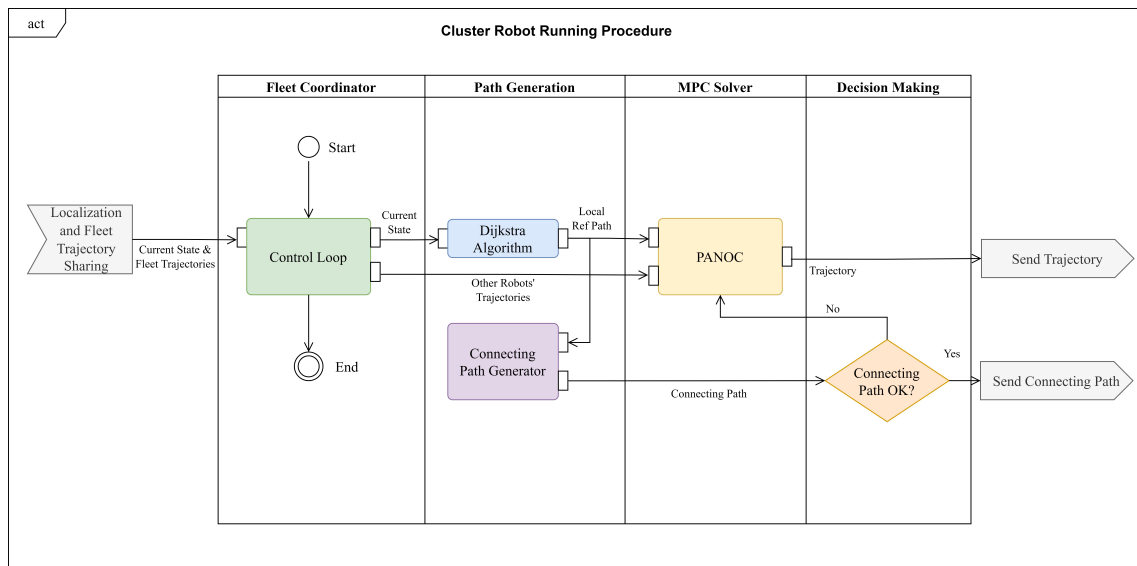 act
Cluster Robot Running Procedure
Fleet Coordinator
Path Generation
MPC Solver
Decision Making
Start
Localization
and Fleet
Trajectory
Sharing
Current State &
Fleet Trajectories
Control Loop
Current
State
Dijkstra
Algorithm
Local
Ref Path
PANOC
Trajectory
Send Trajectory
Other Robots'
Trajectories
No
End
Connecting
Path Generator
Connecting Path
Connecting
Path OK?
Yes
Send Connecting Path